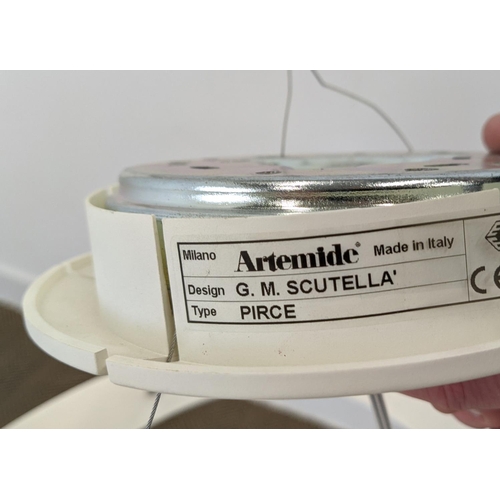 Milano Artemide® Made in Italy
Design G. M. SCUTELLA'
Type PIRCE
CE